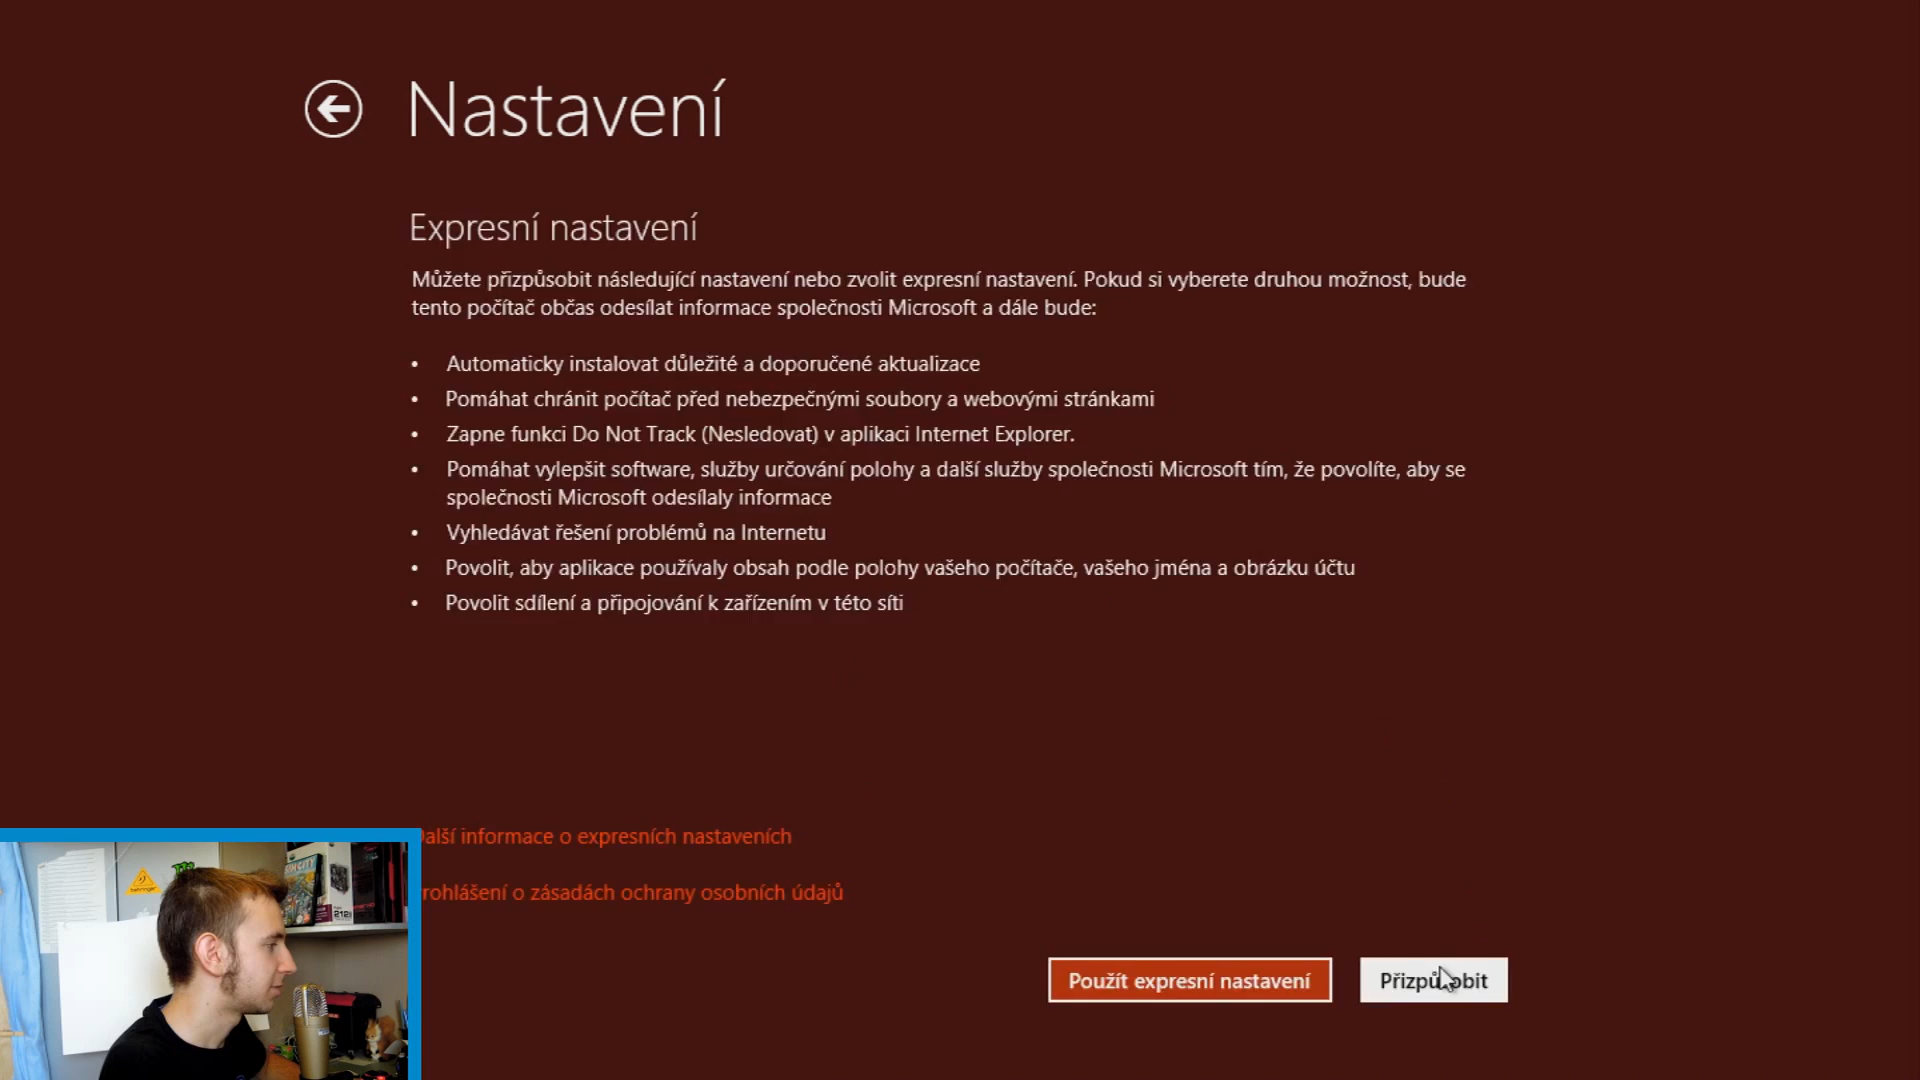 Nastavení
Expresní nastavení
Můžete přizpůsobit následující nastavení nebo zvolit expresní nastavení. Pokud si vyberete druhou možnost, bude
tento počítač občas odesílat informace společnosti Microsoft a dále bude:
• Automaticky instalovat důležité a doporučené aktualizace
• Pomáhat chránit počítač před nebezpečnými soubory a webovými stránkami
• Zapne funkci Do Not Track (Nesledovat) v aplikaci Internet Explorer.
• Pomáhat vylepšit software, služby určování polohy a další služby společnosti Microsoft tím, že povolíte, aby se
společnosti Microsoft odesílaly informace
• Vyhledávat řešení problémů na Internetu
• Povolit, aby aplikace používaly obsah podle polohy vašeho počítače, vašeho jména a obrázku účtu
• Povolit sdílení a připojování k zařízením v této síti
alší informace o expresních nastaveních
rohlášení o zásadách ochrany osobních údajů
Použít expresní nastavení
Přizpůsobit
behringer
212